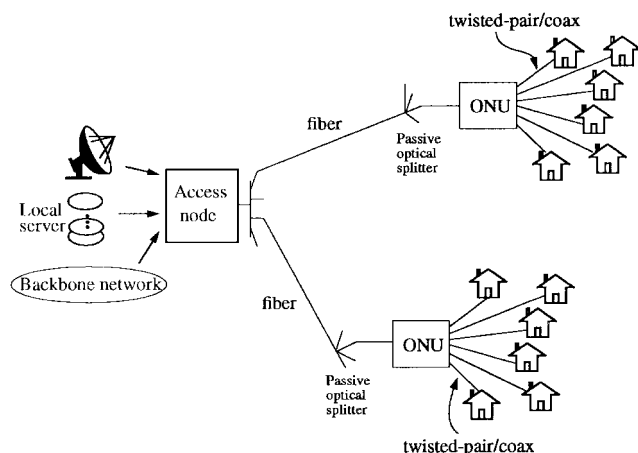 twisted-pair/coax
ONU
fiber
Passive
optical
splitter
Access
node
Local
server
Backbone network
fiber
ONU
Passive
optical
splitter
twisted-pair/coax